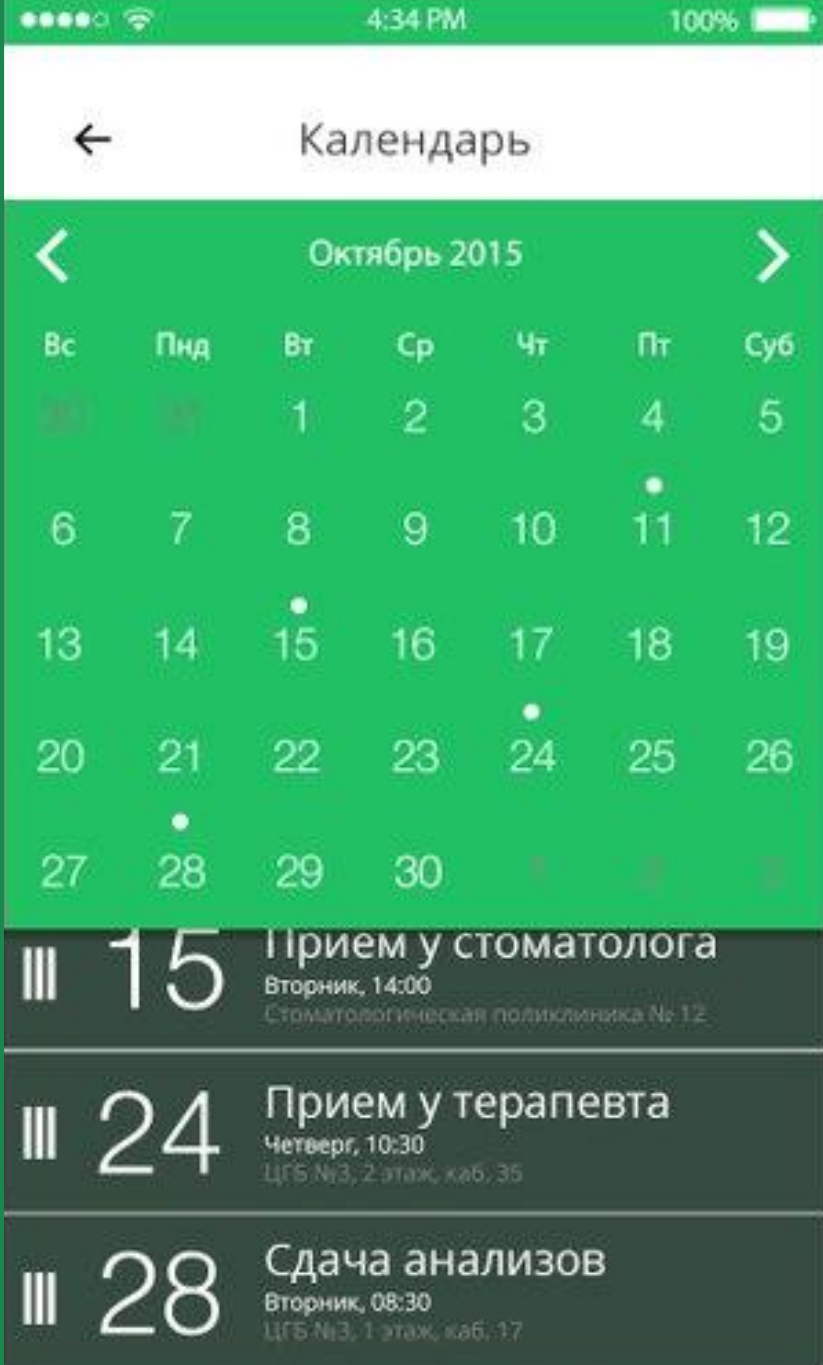 4:34 PM 100%
Календарь
Октябрь 2015
Вс Пнд Вт Ср Чт Пт Суб
1 2 3 4 5
6 7 8 9 10 11 12
13 14 15 16 17 18 19
20 21 22 23 24 25 26
27 28 29 30
15 Прием у стоматолога
Вторник, 14:00
Стоматологическая поликлиника № 12
24 Прием у терапевта
Четверг, 10:30
ЦГБ №3, 2 этаж, каб. 35
28 Сдача анализов
Вторник, 08:30
ЦГБ №3, 1 этаж, каб. 17